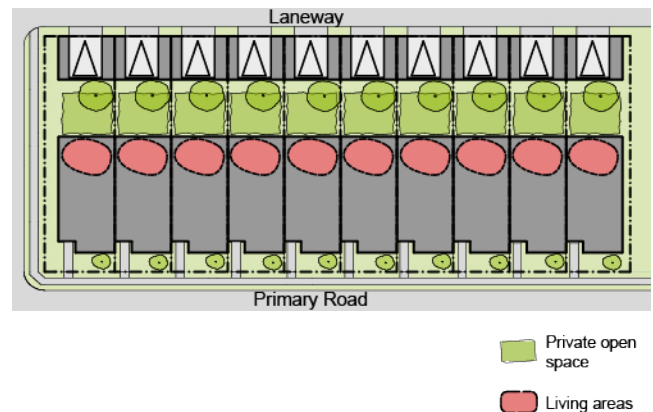 Laneway
Primary Road
Private open
space
Living areas